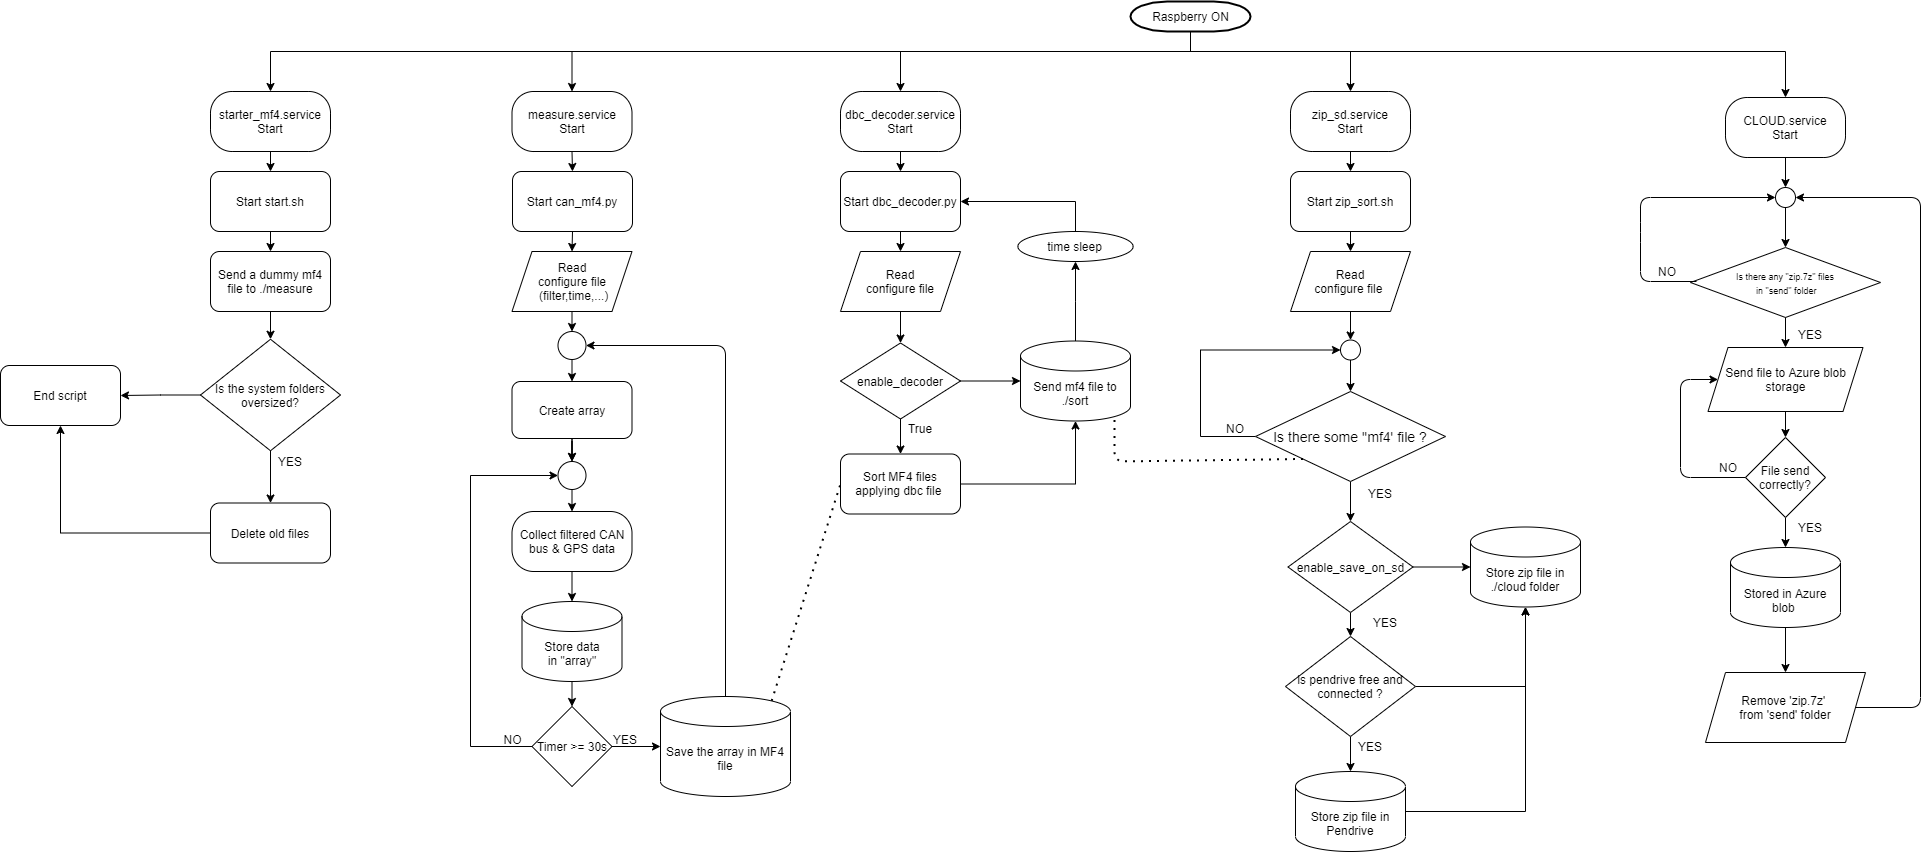 Raspberry ON
starter_mf4.service
Start
Start start.sh
Send a dummy mf4
file to ./measure
Is the system folders
oversized?
End script
YES
Delete old files
measure.service
Start
Start can_mf4.py
Read
configure file
(filter,time,...)
Create array
Collect filtered CAN
bus & GPS data
Store data
in "array"
Timer >= 30s
NO
YES
Save the array in MF4
file
dbc_decoder.service
Start
Start dbc_decoder.py
time sleep
Read
configure file
enable_decoder
True
Send mf4 file to
./sort
Sort MF4 files
applying dbc file
zip_sd.service
Start
Start zip_sort.sh
Read
configure file
Is there some "mf4' file ?
NO
YES
enable_save_on_sd
YES
Store zip file in
./cloud folder
Is pendrive free and
connected ?
YES
Store zip file in
Pendrive
CLOUD.service
Start
Is there any "zip.7z" files
in "send" folder
NO
YES
Send file to Azure blob
storage
File send
correctly?
NO
YES
Stored in Azure
blob
Remove 'zip.7z'
from 'send' folder